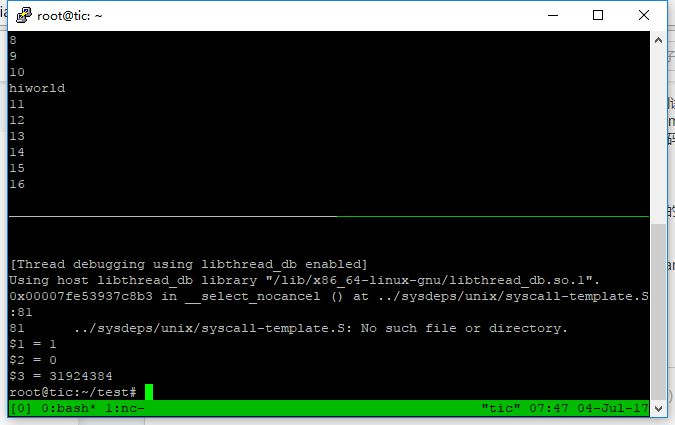 root@tic: ~
8
9
10
hiworld
11
12
13
14
15
16
[Thread debugging using libthread_db enabled]
Using host libthread_db library "/lib/x86_64-linux-gnu/libthread_db.so.1".
0x00007fe53937c8b3 in __select_nocancel () at ../sysdeps/unix/syscall-template.S
:81
81      ../sysdeps/unix/syscall-template.S: No such file or directory.
$1 = 1
$2 = 0
$3 = 31924384
root@tic:~/test#
[0] 0:bash* 1:nc- "tic" 07:47 04-Jul-17